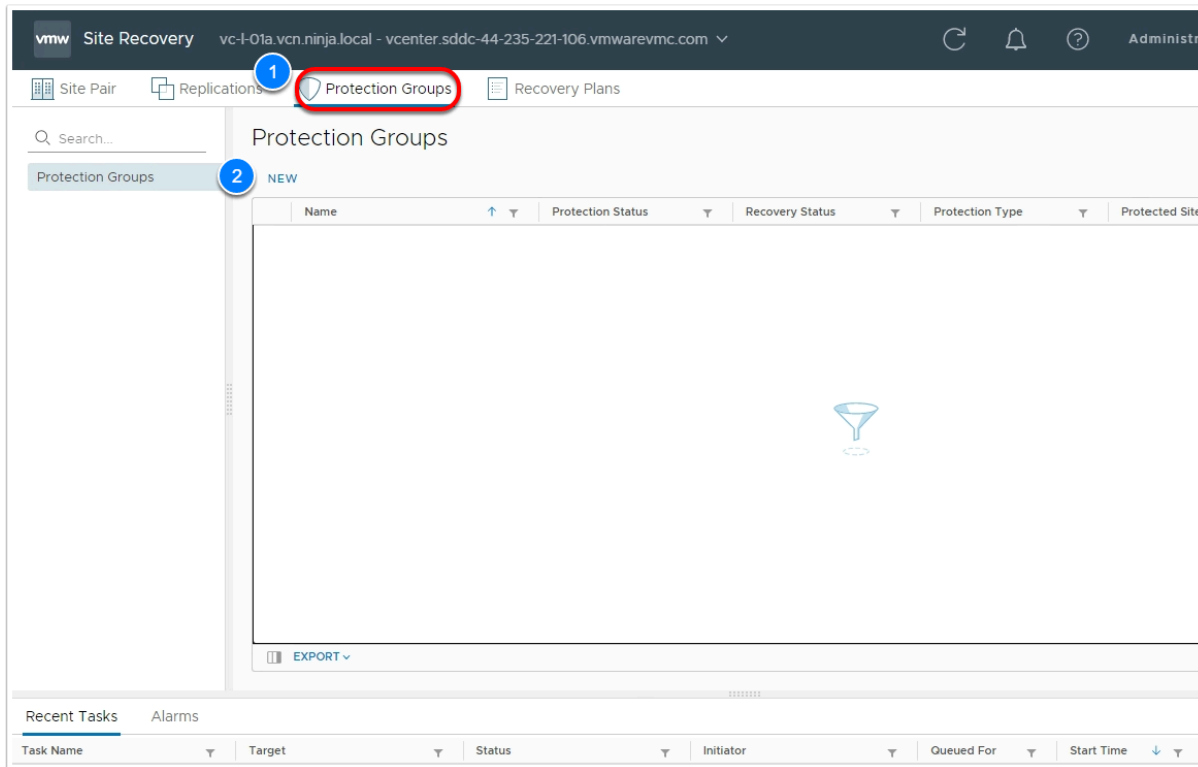 vmw Site Recovery vc-l-01a.vcn.ninja.local - vcenter.sddc-44-235-221-106.vmwarevmc.com
1
Site Pair Replications Protection Groups Recovery Plans
Search...
Protection Groups
Protection Groups
2 NEW
Name Protection Status Recovery Status Protection Type Protected Site
EXPORT
Recent Tasks Alarms
Task Name Target Status Initiator Queued For Start Time